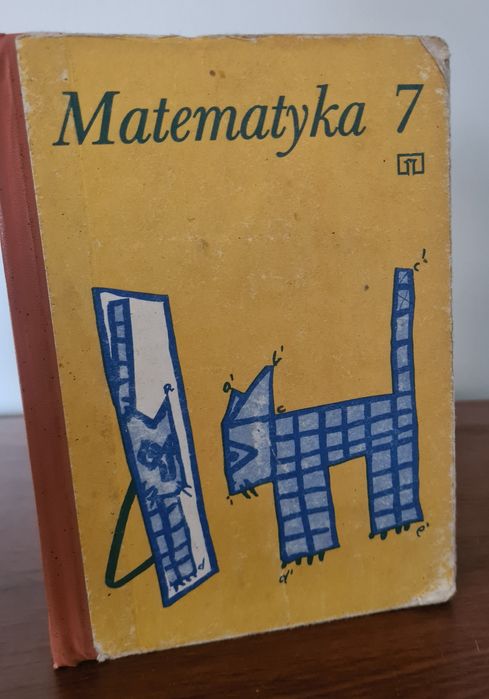 Matematyka 7
c'
b'
a'
a
c
d
d'
e'